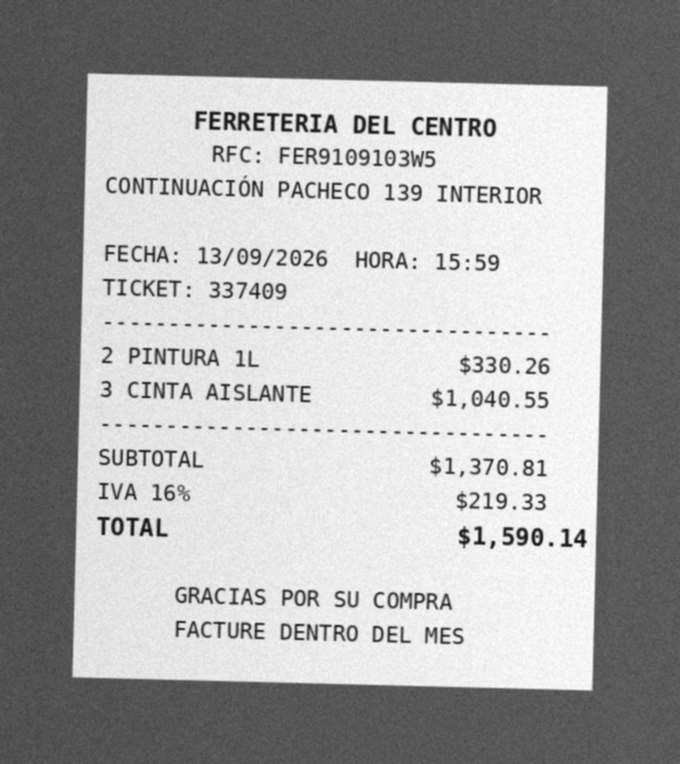 FERRETERIA DEL CENTRO
RFC: FER9109103W5
CONTINUACIÓN PACHECO 139 INTERIOR
FECHA: 13/09/2026 HORA: 15:59
TICKET: 337409
----------------------------------
2 PINTURA 1L $330.26
3 CINTA AISLANTE $1,040.55
----------------------------------
SUBTOTAL $1,370.81
IVA 16% $219.33
TOTAL $1,590.14
GRACIAS POR SU COMPRA
FACTURE DENTRO DEL MES